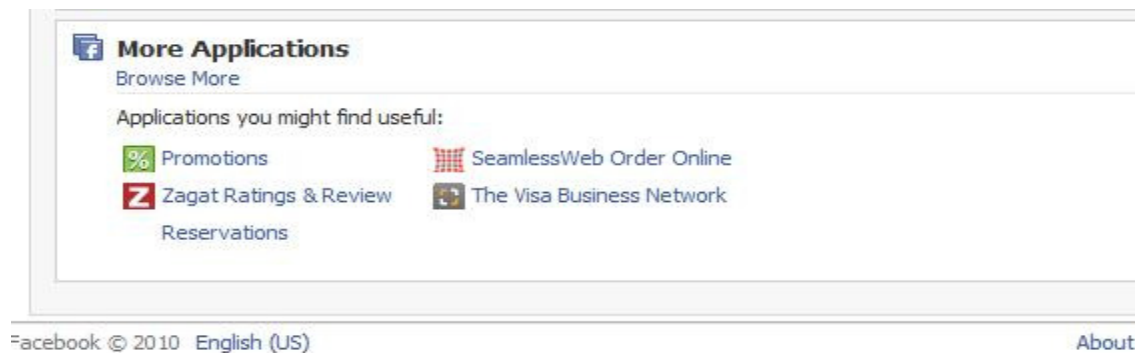 More Applications
Browse More
Applications you might find useful:
Promotions SeamlessWeb Order Online
Zagat Ratings & Review The Visa Business Network
Reservations
Facebook © 2010 English (US) About